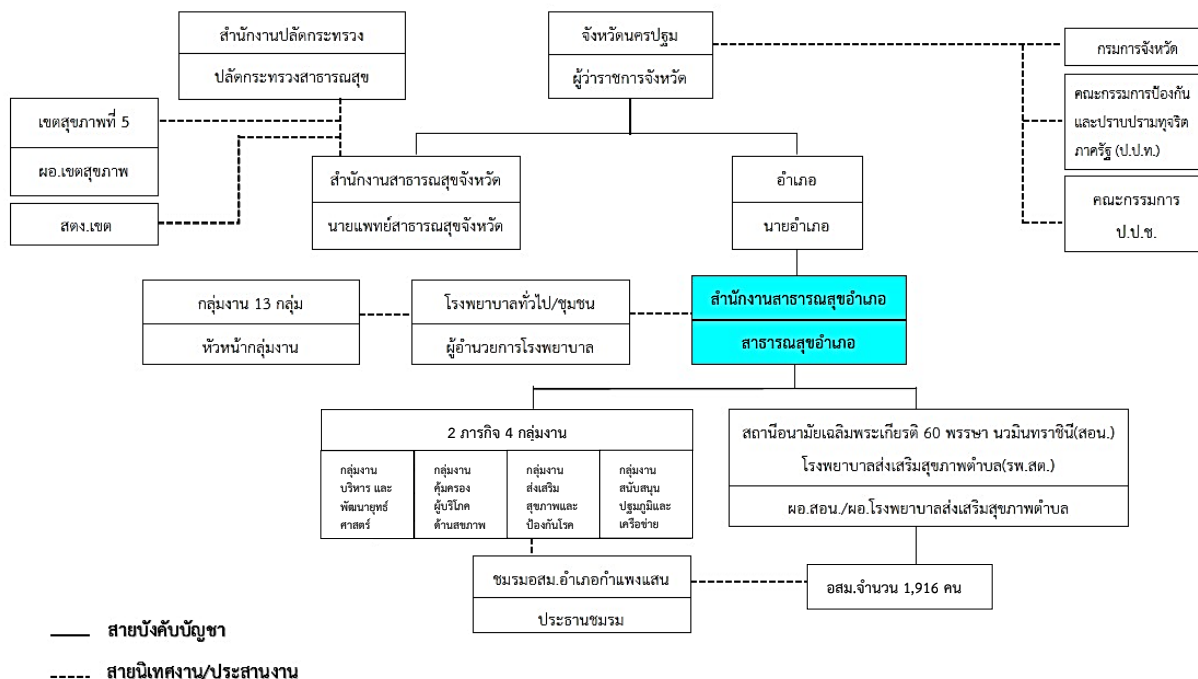 สำนักงานปลัดกระทรวง
ปลัดกระทรวงสาธารณสุข
จังหวัดนครปฐม
ผู้ว่าราชการจังหวัด
กรมการจังหวัด
คณะกรรมการป้องกัน
และปราบปรามทุจริต
ภาครัฐ (ป.ป.ท.)
คณะกรรมการ
ป.ป.ช.
เขตสุขภาพที่ 5
ผอ.เขตสุขภาพ
สตง.เขต
สำนักงานสาธารณสุขจังหวัด
นายแพทย์สาธารณสุขจังหวัด
อำเภอ
นายอำเภอ
กลุ่มงาน 13 กลุ่ม
หัวหน้ากลุ่มงาน
โรงพยาบาลทั่วไป/ชุมชน
ผู้อำนวยการโรงพยาบาล
สำนักงานสาธารณสุขอำเภอ
สาธารณสุขอำเภอ
2 ภารกิจ 4 กลุ่มงาน
กลุ่มงาน
บริหาร และ
พัฒนายุทธ์
ศาสตร์
กลุ่มงาน
คุ้มครอง
ผู้บริโภค
ด้านสขภาพ
กลุ่มงาน
ส่งเสริม
สุขภาพและ
ป้องกันโรค
กลุ่มงาน
สนับสนุน
ปฐมภูมิและ
เครือข่าย
สถานีอนามัยเฉลิมพระเกียรติ 60 พรรษา นวมินทราชินี(สอน.)
โรงพยาบาลส่งเสริมสุขภาพตำบล(รพ.สต.)
ผอ.สอน./ผอ.โรงพยาบาลส่งเสริมสุขภาพตำบล
ชมรมอสม.อำเภอกำแพงแสน
ประธานชมรม
อสม.จำนวน 1,916 คน
สายบังคับบัญชา
สายนิเทศงาน/ประสานงาน